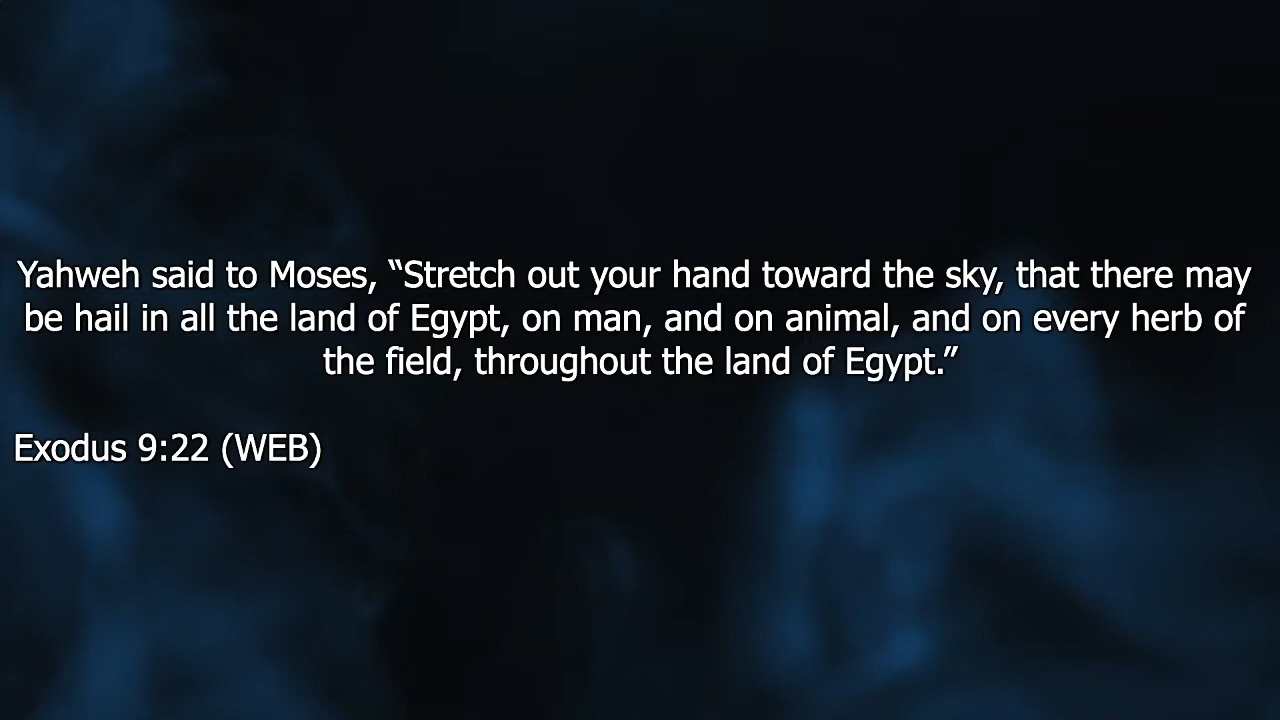 Yahweh said to Moses, “Stretch out your hand toward the sky, that there may
be hail in all the land of Egypt, on man, and on animal, and on every herb of
the field, throughout the land of Egypt.”
Exodus 9:22 (WEB)